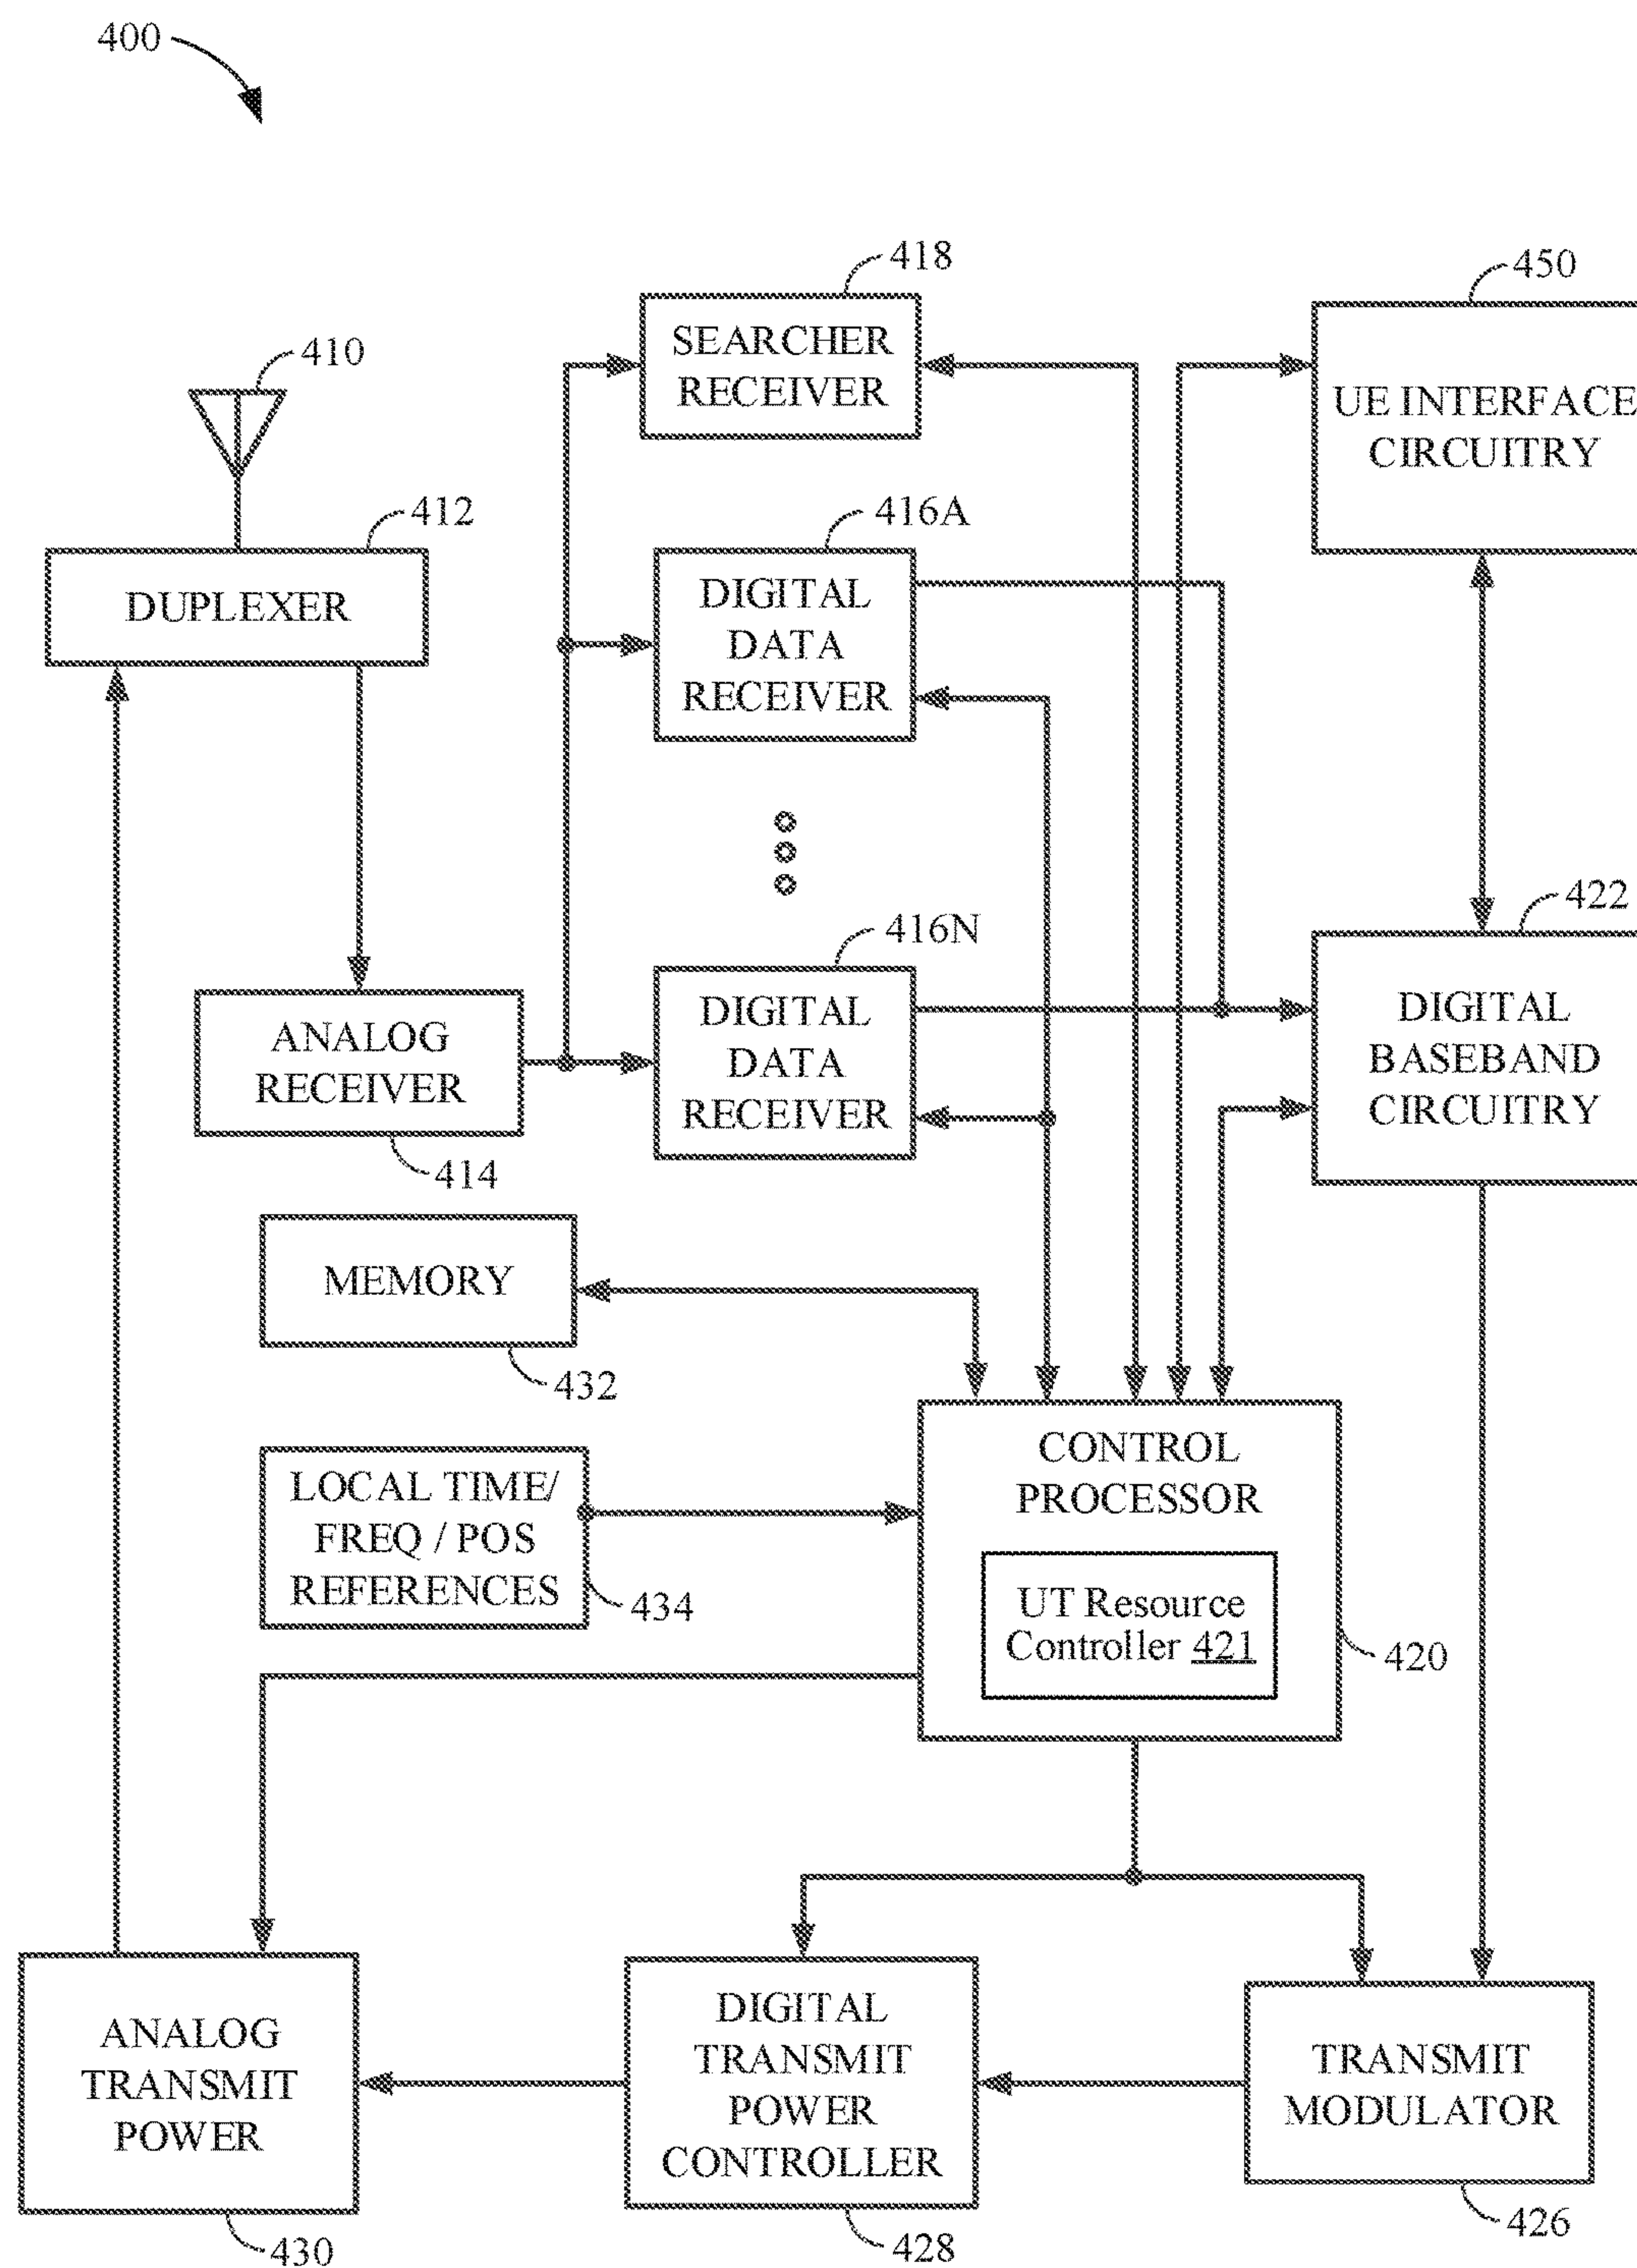 400
418
SEARCHER
RECEIVER
450
UE INTERFACE
CIRCUITRY
410
412
DUPLEXER
416A
DIGITAL
DATA
RECEIVER
416N
DIGITAL
DATA
RECEIVER
422
DIGITAL
BASEBAND
CIRCUITRY
ANALOG
RECEIVER
414
MEMORY
432
LOCAL TIME/
FREQ / POS
REFERENCES
434
CONTROL
PROCESSOR
UT Resource
Controller 421
420
ANALOG
TRANSMIT
POWER
430
DIGITAL
TRANSMIT
POWER
CONTROLLER
428
TRANSMIT
MODULATOR
426